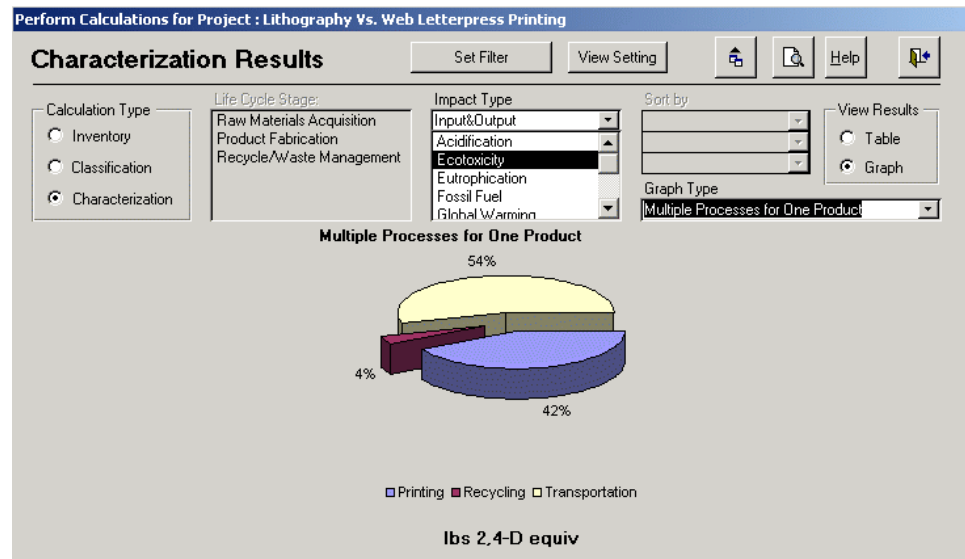 Perform Calculations for Project : Lithography Vs. Web Letterpress Printing
Characterization Results
Set Filter
View Setting
Help
Calculation Type
Inventory
Classification
Characterization
Life Cycle Stage:
Raw Materials Acquisition
Product Fabrication
Recycle/Waste Management
Impact Type
Input&Output
Acidification
Ecotoxicity
Eutrophication
Fossil Fuel
Global Warming
Sort by
Graph Type
Multiple Processes for One Product
View Results
Table
Graph
Multiple Processes for One Product
54%
4%
42%
Printing Recycling Transportation
lbs 2,4-D equiv